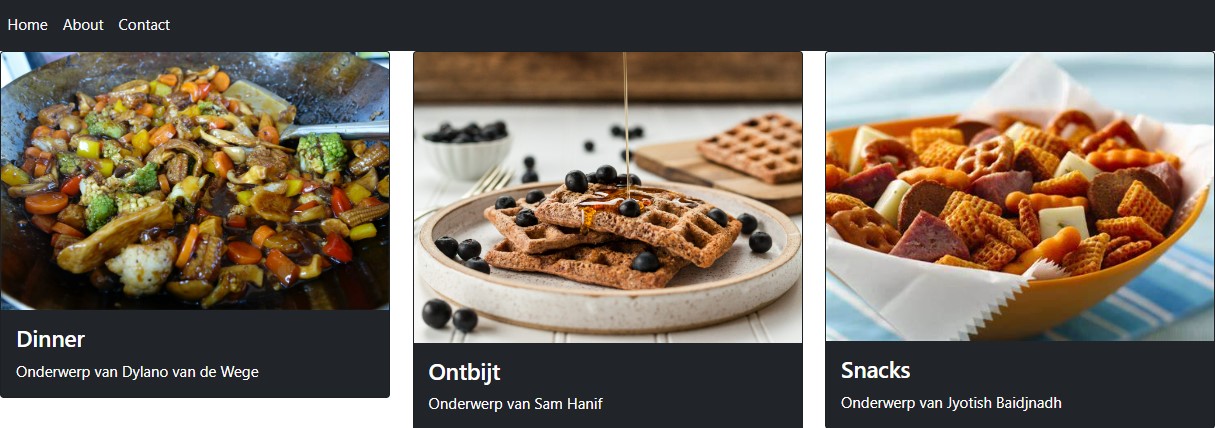 Home About Contact
Dinner
Onderwerp van Dylano van de Wege
Ontbijt
Onderwerp van Sam Hanif
Snacks
Onderwerp van Jyotish Baidjnadh